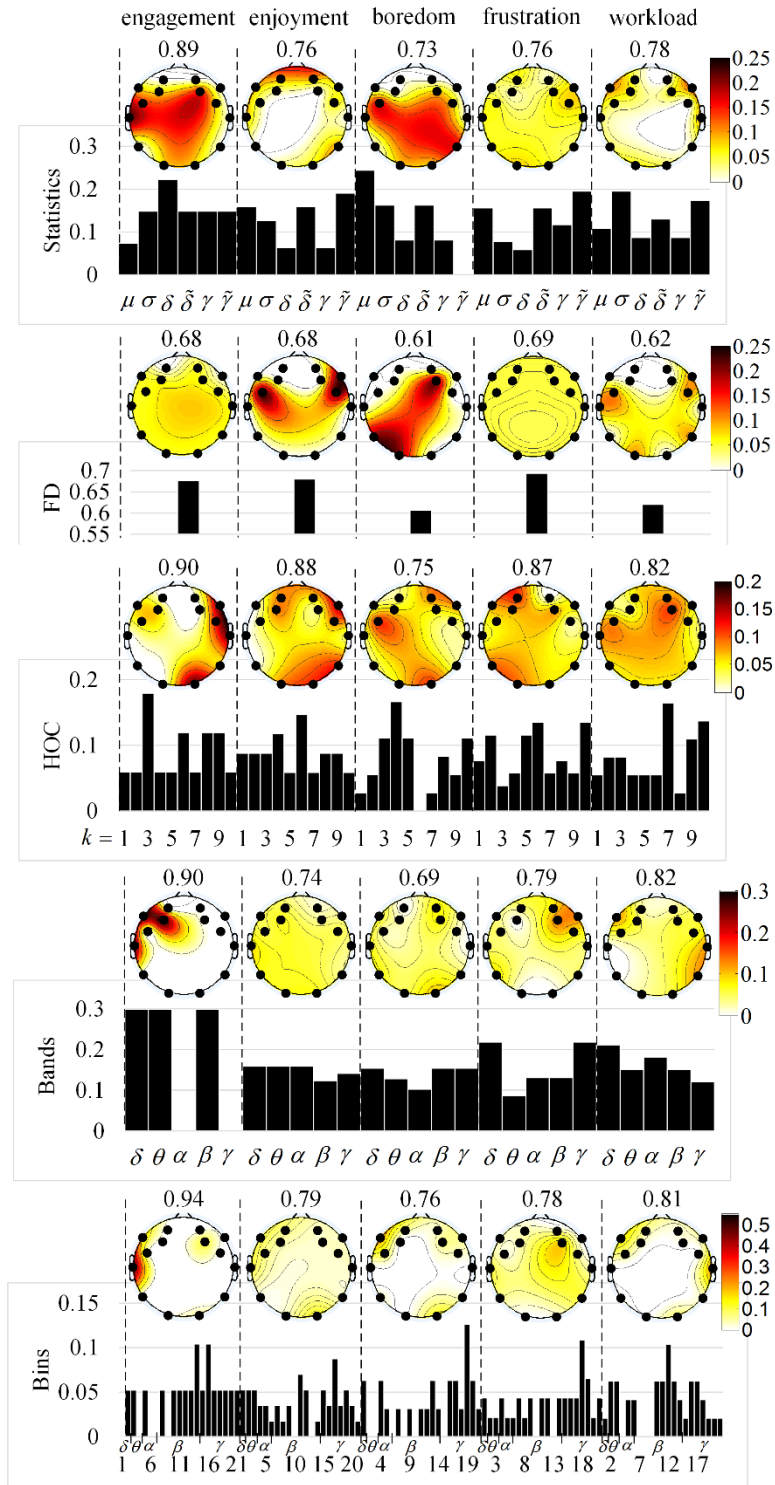 engagement enjoyment boredom frustration workload
0.89 0.76 0.73 0.76 0.78
0.25
0.2
0.15
0.1
0.05
0
Statistics
0.3
0.2
0.1
0
μ σ δ δ̃ γ γ̃ μ σ δ δ̃ γ γ̃ μ σ δ δ̃ γ γ̃ μ σ δ δ̃ γ γ̃ μ σ δ δ̃ γ γ̃
0.68 0.68 0.61 0.69 0.62
0.25
0.2
0.15
0.1
0.05
0
FD
0.7
0.65
0.6
0.55
0.90 0.88 0.75 0.87 0.82
0.2
0.15
0.1
0.05
0
HOC
0.2
0.1
0
k = 1 3 5 7 9 1 3 5 7 9 1 3 5 7 9 1 3 5 7 9 1 3 5 7 9
0.90 0.74 0.69 0.79 0.82
0.3
0.2
0.1
0
Bands
0.3
0.2
0.1
0
δ θ α β γ δ θ α β γ δ θ α β γ δ θ α β γ δ θ α β γ
0.94 0.79 0.76 0.78 0.81
0.5
0.4
0.3
0.2
0.1
0
Bins
0.15
0.1
0.05
0
δ θ α β γ δ θ α β γ δ θ α β γ δ θ α β γ δ θ α β γ
1 6 11 16 21 5 10 15 20 4 9 14 19 3 8 13 18 2 7 12 17